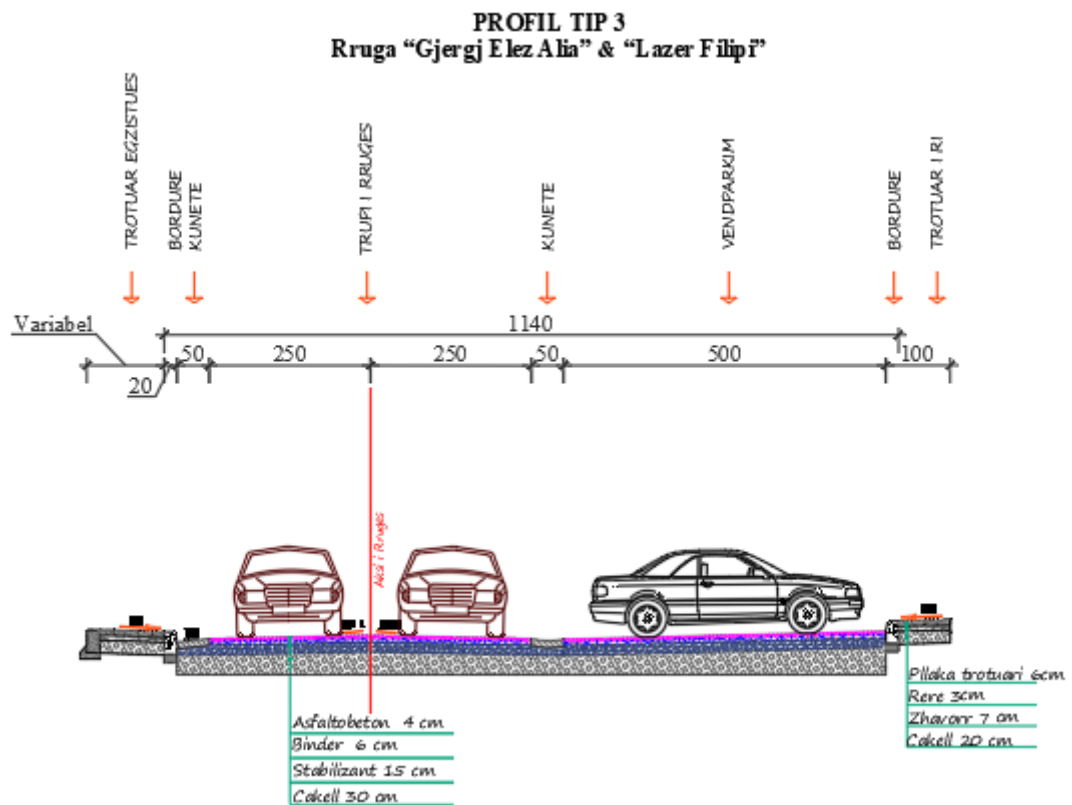 PROFIL TIP 3
Rruga “Gjergj Elez Alia” & “Lazer Filipi”
TROTUAR EGZISTUES
BORDURE
KUNETE
TRUPI I RRUGES
KUNETE
VENDPARKIM
BORDURE
TROTUAR I RI
Variabel
1140
50
250
250
50
500
100
20
Aksi i Rruges
Asfaltobeton 4 cm
Binder 6 cm
Stabilizant 15 cm
Cakell 30 cm
Pllaka trotuari 6cm
Rere 3cm
Zhavorr 7 cm
Cakell 20 cm